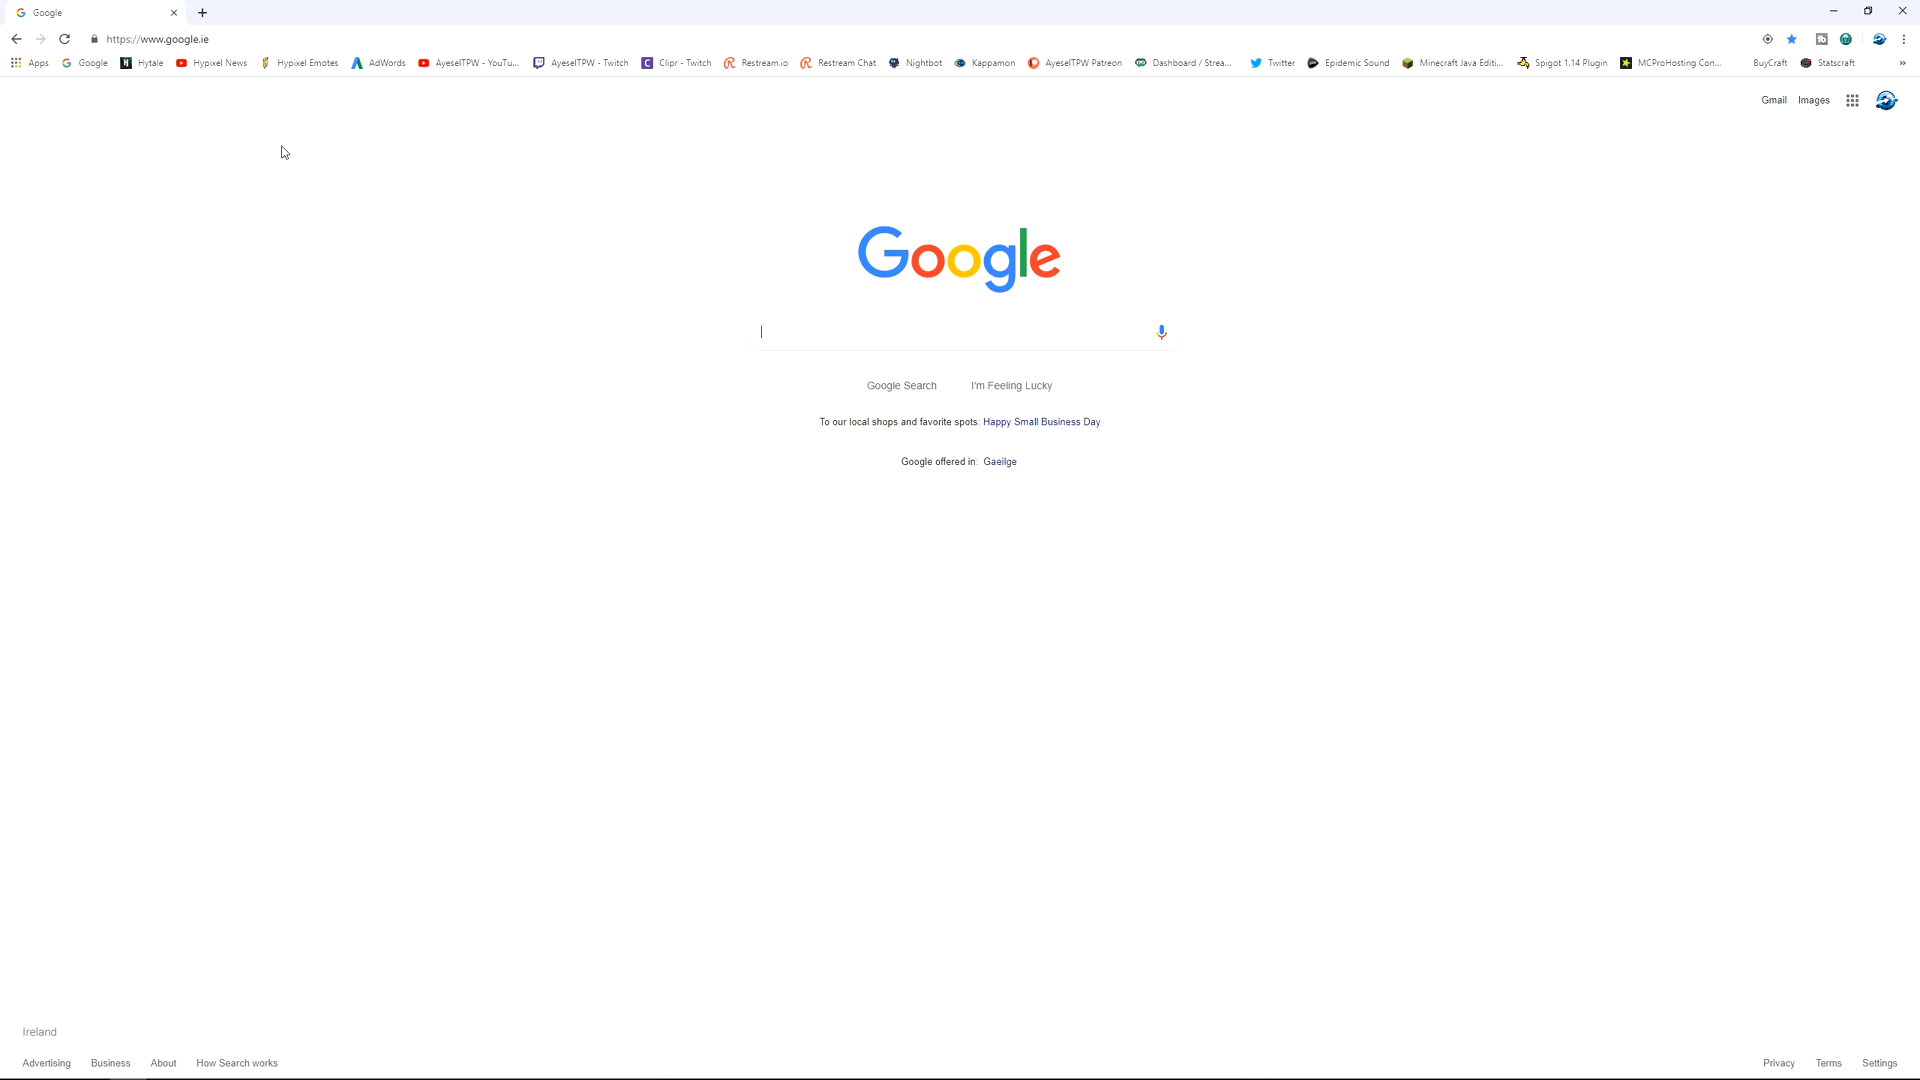 Google
https://www.google.ie
Apps Google Hytale Hypixel News Hypixel Emotes AdWords AyeselTPW - YouTu... AyeselTPW - Twitch Clipr - Twitch Restream.io Restream Chat Nightbot Kappamon AyeselTPW Patreon Dashboard / Strea... Twitter Epidemic Sound Minecraft Java Editi... Spigot 1.14 Plugin MCProHosting Con... BuyCraft Statscraft »
Gmail Images
Google
Google Search I'm Feeling Lucky
To our local shops and favorite spots: Happy Small Business Day
Google offered in: Gaeilge
Ireland
Advertising Business About How Search works Privacy Terms Settings